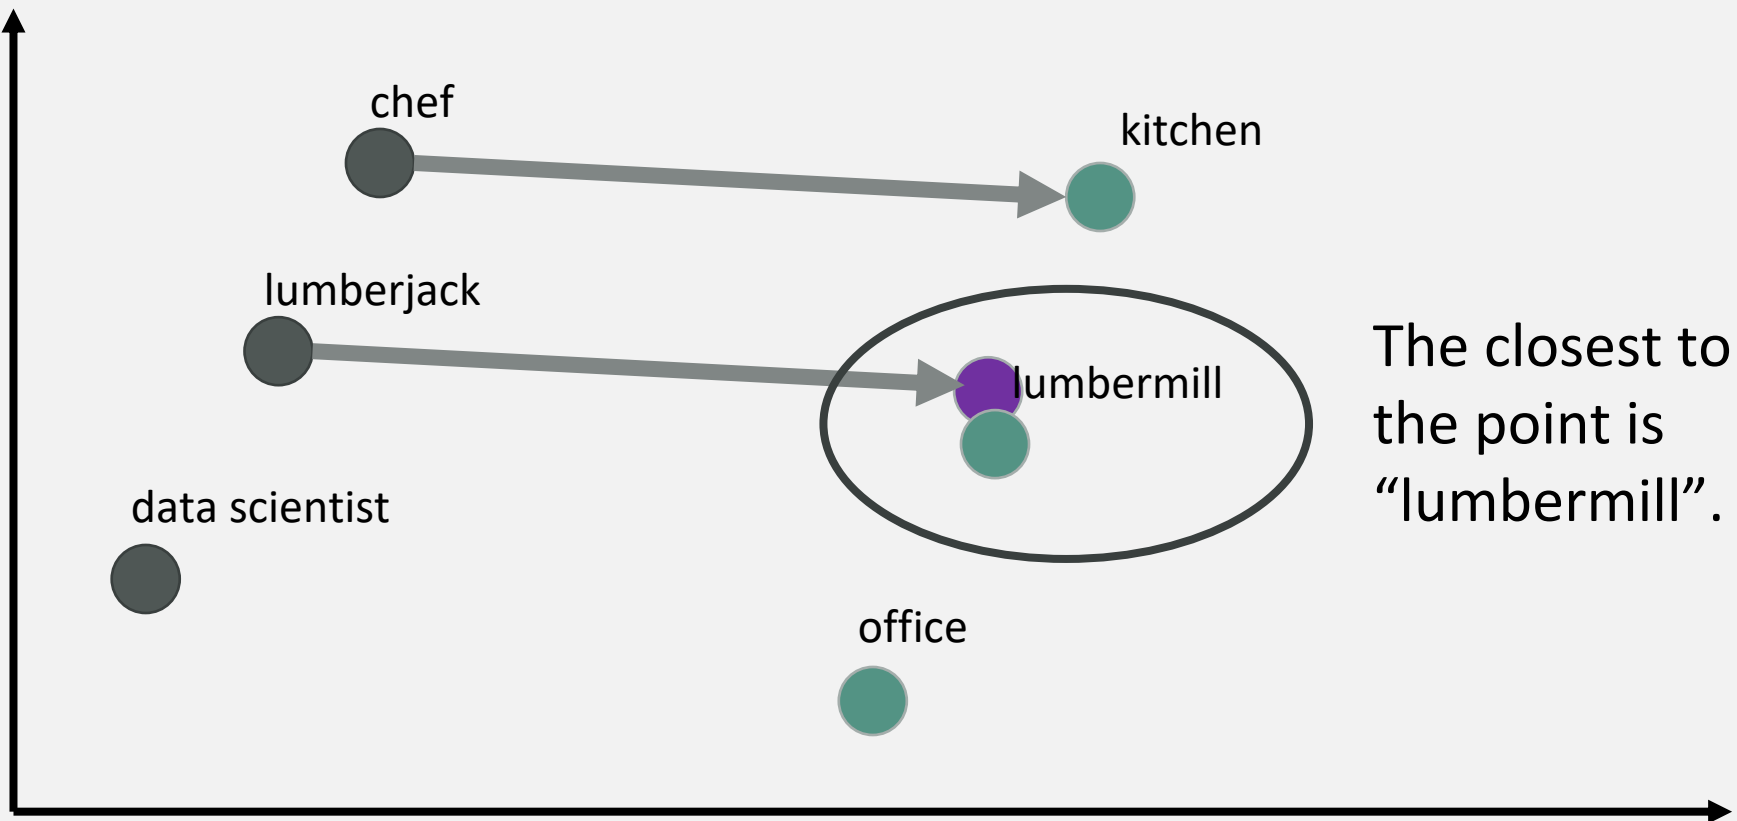 chef
kitchen
lumberjack
lumbermill
The closest to
the point is
“lumbermill”.
data scientist
office